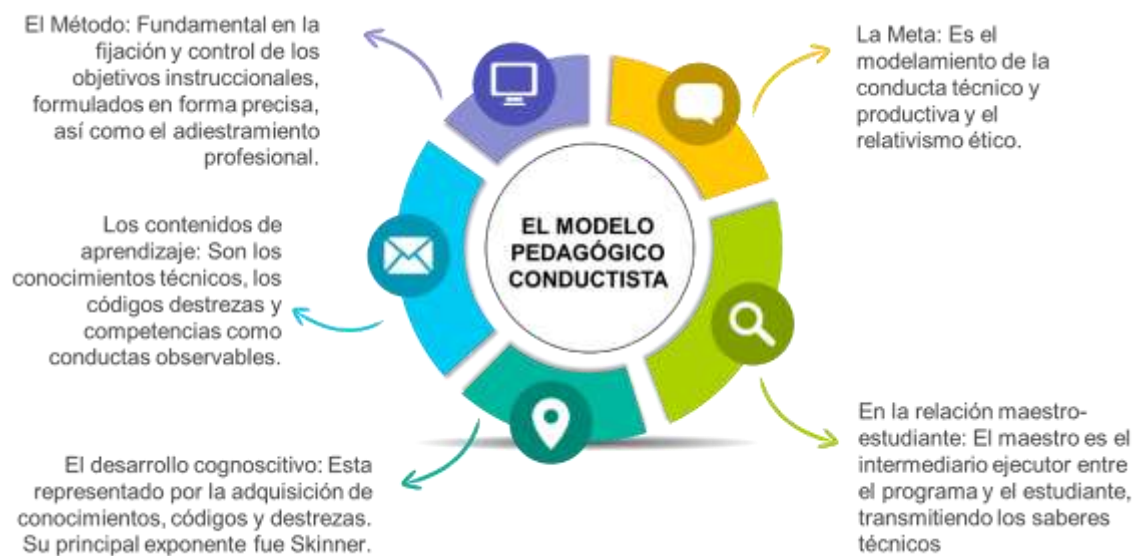 El Método: Fundamental en la
fijación y control de los
objetivos instruccionales,
formulados en forma precisa,
así como el adiestramiento
profesional.
La Meta: Es el
modelamiento de la
conducta técnico y
productiva y el
relativismo ético.
EL MODELO
PEDAGÓGICO
CONDUCTISTA
Los contenidos de
aprendizaje: Son los
conocimientos técnicos, los
códigos destrezas y
competencias como
conductas observables.
En la relación maestro-
estudiante: El maestro es el
intermediario ejecutor entre
el programa y el estudiante,
transmitiendo los saberes
técnicos
El desarrollo cognoscitivo: Esta
representado por la adquisición de
conocimientos, códigos y destrezas.
Su principal exponente fue Skinner.